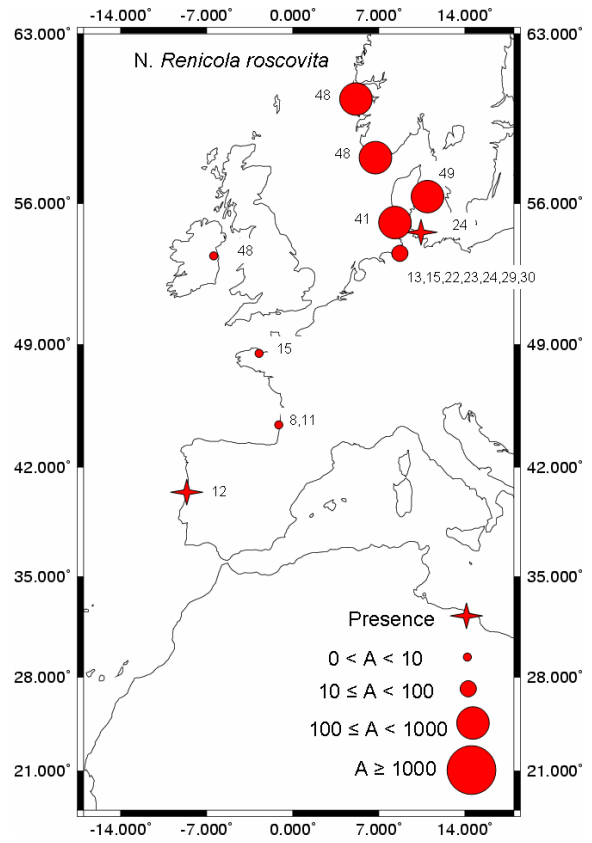 -14.000° -7.000° 0.000° 7.000° 14.000°
63.000° 63.000°
N. Renicola roscovita
48
48
49
56.000° 56.000°
41
24
48
13,15,22,23,24,29,30
49.000° 49.000°
15
8,11
42.000° 42.000°
12
35.000° 35.000°
Presence
0 < A < 10
28.000° 28.000°
10 ≤ A < 100
100 ≤ A < 1000
A ≥ 1000
21.000° 21.000°
-14.000° -7.000° 0.000° 7.000° 14.000°